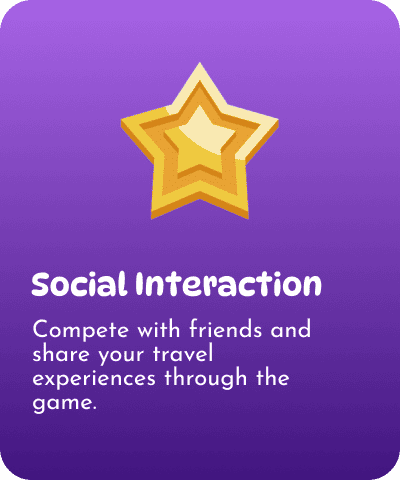 Social Interaction
Compete with friends and
share your travel
experiences through the
game.